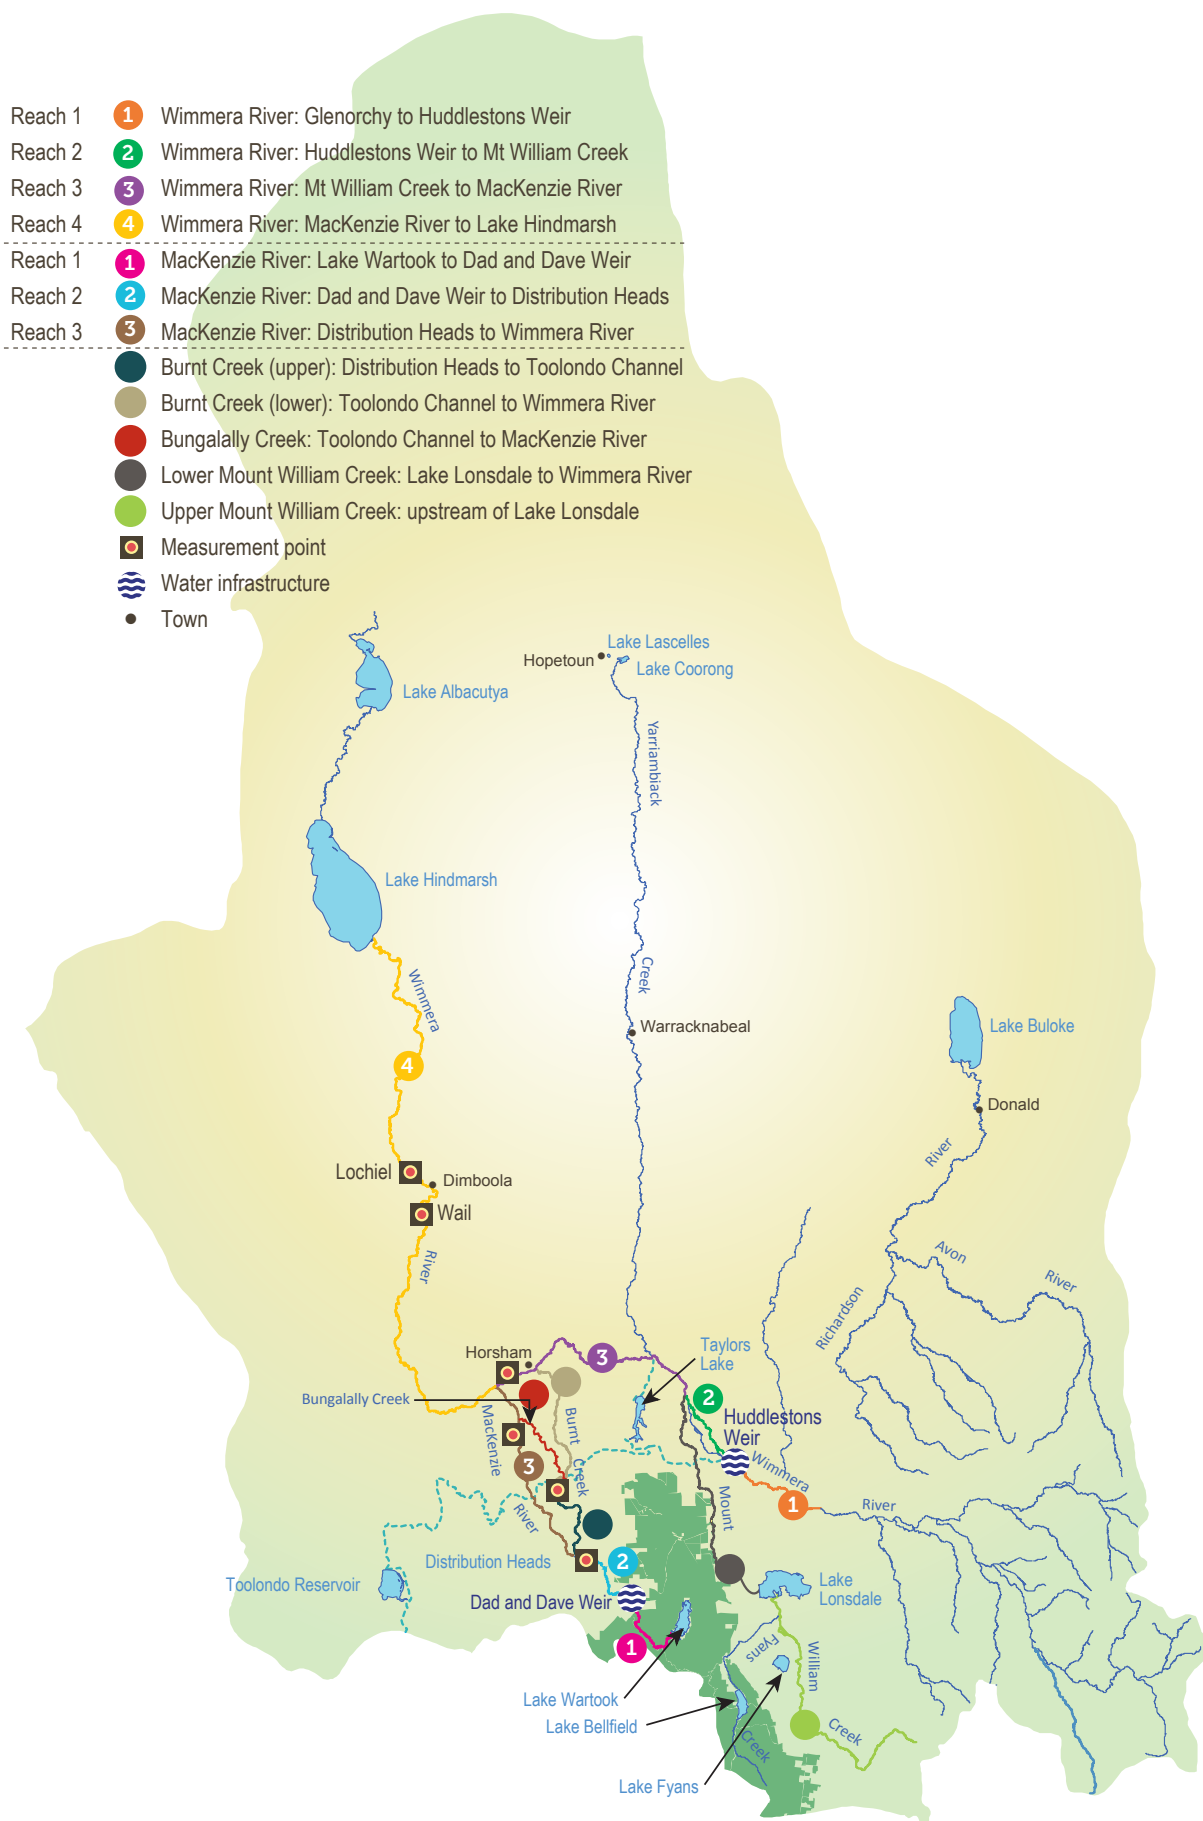 Reach 1 1 Wimmera River: Glenorchy to Huddlestons Weir
Reach 2 2 Wimmera River: Huddlestons Weir to Mt William Creek
Reach 3 3 Wimmera River: Mt William Creek to MacKenzie River
Reach 4 4 Wimmera River: MacKenzie River to Lake Hindmarsh
Reach 1 1 MacKenzie River: Lake Wartook to Dad and Dave Weir
Reach 2 2 MacKenzie River: Dad and Dave Weir to Distribution Heads
Reach 3 3 MacKenzie River: Distribution Heads to Wimmera River
Burnt Creek (upper): Distribution Heads to Toolondo Channel
Burnt Creek (lower): Toolondo Channel to Wimmera River
Bungalally Creek: Toolondo Channel to MacKenzie River
Lower Mount William Creek: Lake Lonsdale to Wimmera River
Upper Mount William Creek: upstream of Lake Lonsdale
Measurement point
Water infrastructure
Town
Lake Lascelles
Hopetoun
Lake Coorong
Lake Albacutya
Yarriambiack
Lake Hindmarsh
Wimmera
Creek
Warracknabeal
Lake Buloke
4
Donald
River
Lochiel
Dimboola
Wail
River
Avon
River
Richardson
Horsham
3
Taylors
Lake
Bungalally Creek
2
Huddlestons
Weir
MacKenzie
Burnt
Creek
3
Wimmera
Mount
1
River
River
Distribution Heads
2
Toolondo Reservoir
Dad and Dave Weir
Lake
Lonsdale
1
Fyans
William
Lake Wartook
Lake Bellfield
Creek
Creek
Lake Fyans